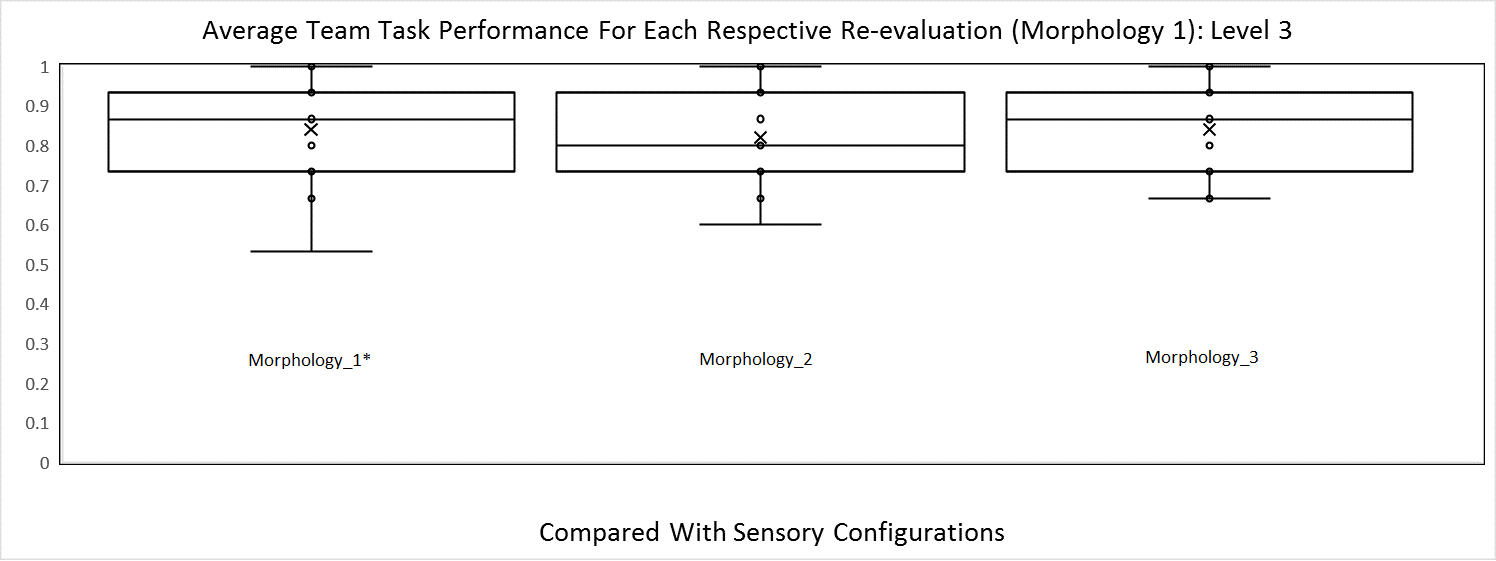 Average Team Task Performance For Each Respective Re-evaluation (Morphology 1): Level 3
1
0.9
0.8
0.7
0.6
0.5
0.4
0.3
0.2
0.1
0
Morphology_1*
Morphology_2
Morphology_3
Compared With Sensory Configurations